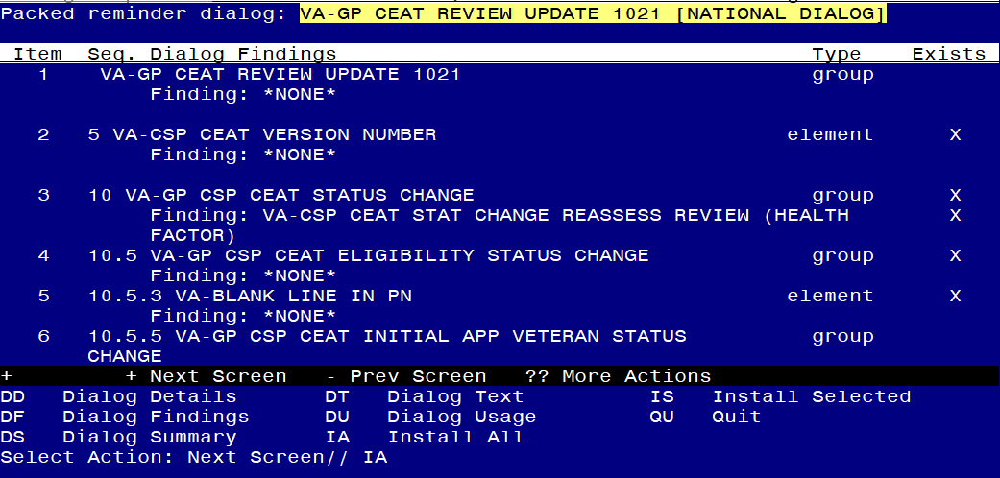 Packed reminder dialog: VA-GP CEAT REVIEW UPDATE 1021 [NATIONAL DIALOG]
Item Seq. Dialog Findings Type Exists
1 VA-GP CEAT REVIEW UPDATE 1021 group
Finding: *NONE*
2 5 VA-CSP CEAT VERSION NUMBER element X
Finding: *NONE*
3 10 VA-GP CSP CEAT STATUS CHANGE group X
Finding: VA-CSP CEAT STAT CHANGE REASSESS REVIEW (HEALTH X
FACTOR)
4 10.5 VA-GP CSP CEAT ELIGIBILITY STATUS CHANGE group X
Finding: *NONE*
5 10.5.3 VA-BLANK LINE IN PN element X
Finding: *NONE*
6 10.5.5 VA-GP CSP CEAT INITIAL APP VETERAN STATUS group
CHANGE
+ + Next Screen - Prev Screen ?? More Actions
DD Dialog Details DT Dialog Text IS Install Selected
DF Dialog Findings DU Dialog Usage QU Quit
DS Dialog Summary IA Install All
Select Action: Next Screen// IA